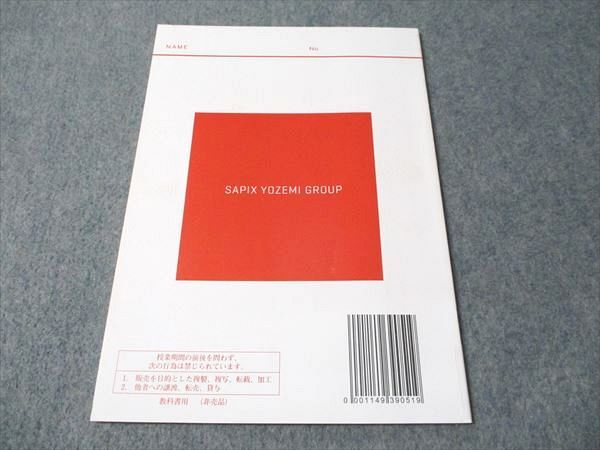 NAME No.
SAPIX YOZEMI GROUP
授業期間の前後を問わず、
次の行為は禁じられています。
1. 販売を目的とした複製、複写、転載、加工
2. 他者への譲渡、転売、貸与
教科書用 (非売品)
0 001149 390519